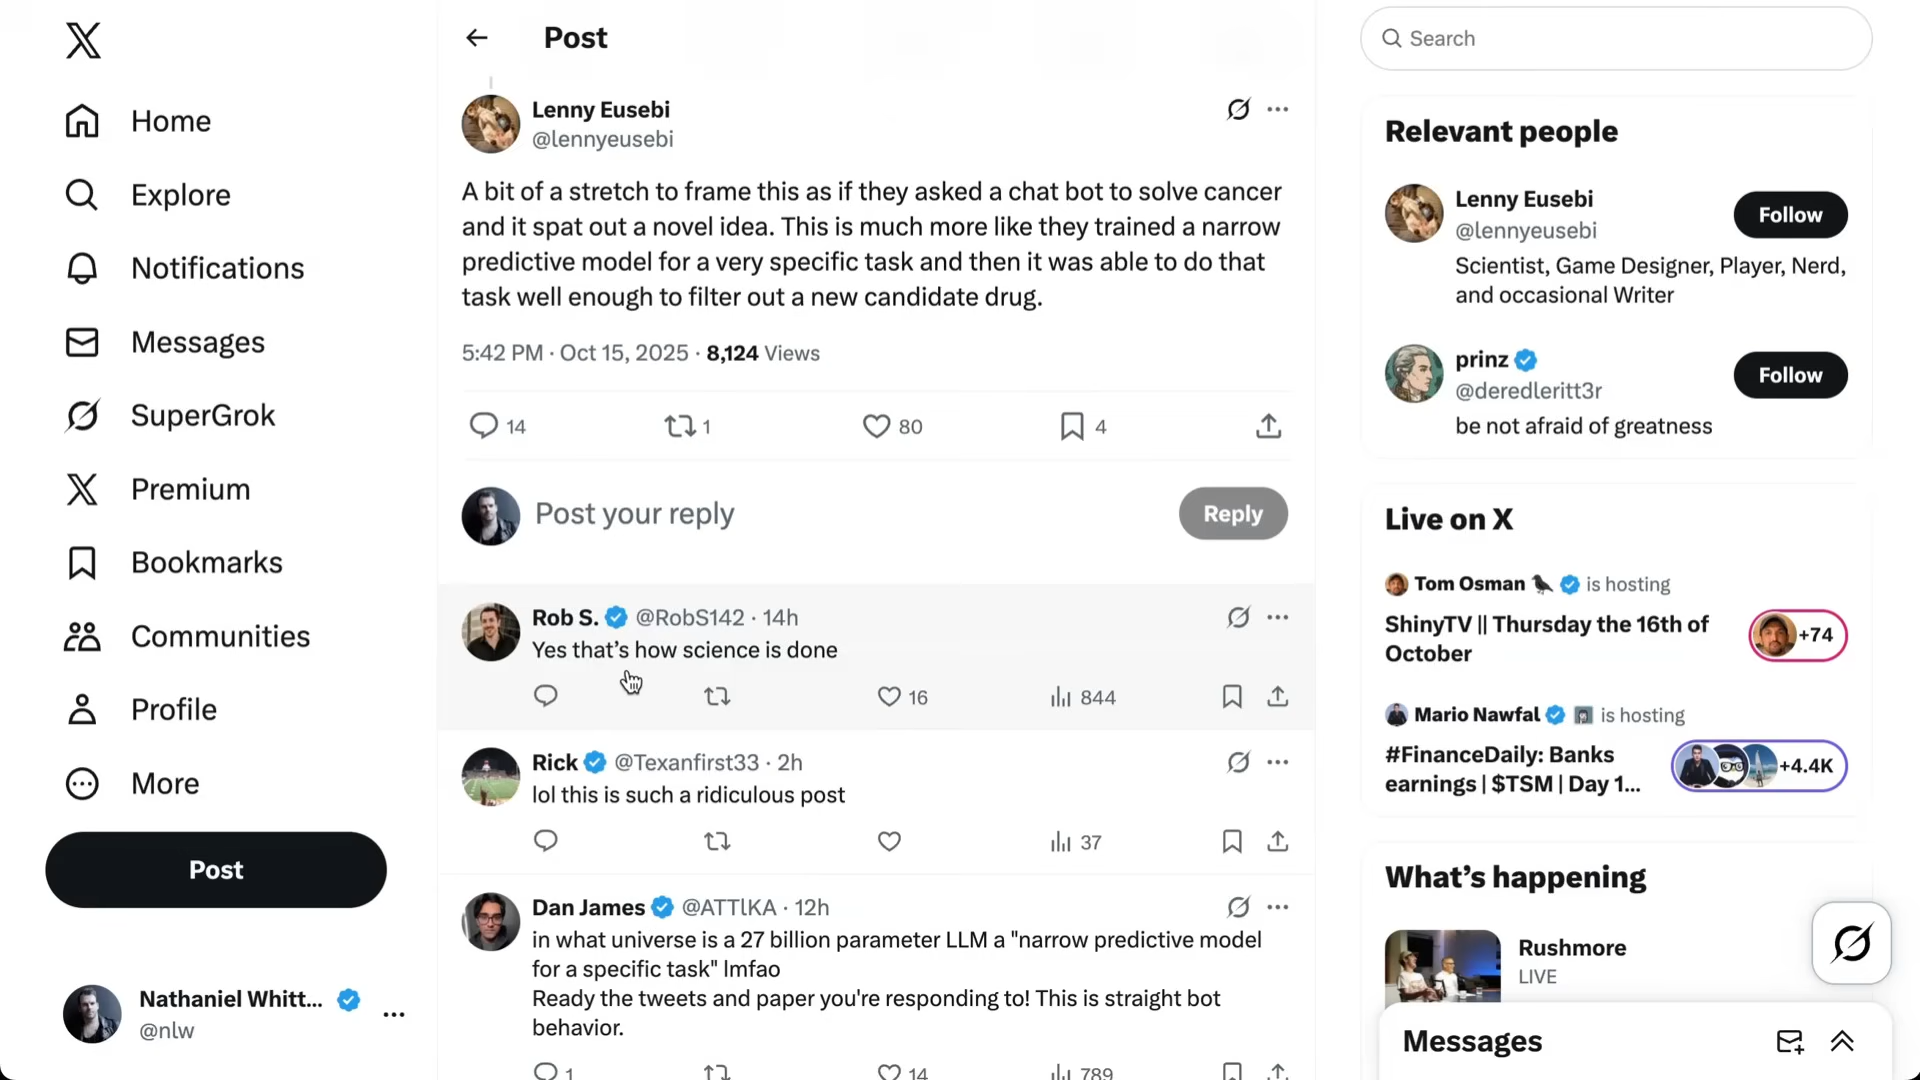 Home
Explore
Notifications
Messages
SuperGrok
Premium
Bookmarks
Communities
Profile
More
Post
Nathaniel Whitt...
@nlw
Post
Lenny Eusebi
@lennyeusebi
A bit of a stretch to frame this as if they asked a chat bot to solve cancer
and it spat out a novel idea. This is much more like they trained a narrow
predictive model for a very specific task and then it was able to do that
task well enough to filter out a new candidate drug.
5:42 PM · Oct 15, 2025 · 8,124 Views
14 1 80 4
Post your reply
Reply
Rob S. @RobS142 · 14h
Yes that's how science is done
16 844
Rick @Texanfirst33 · 2h
lol this is such a ridiculous post
37
Dan James @ATTlKA · 12h
in what universe is a 27 billion parameter LLM a "narrow predictive model
for a specific task" lmfao
Ready the tweets and paper you're responding to! This is straight bot
behavior.
1 14 789
Search
Relevant people
Lenny Eusebi
@lennyeusebi
Follow
Scientist, Game Designer, Player, Nerd,
and occasional Writer
prinz
@deredleritt3r
Follow
be not afraid of greatness
Live on X
Tom Osman is hosting
ShinyTV || Thursday the 16th of
October
+74
Mario Nawfal is hosting
#FinanceDaily: Banks
earnings | $TSM | Day 1...
+4.4K
What's happening
Rushmore
LIVE
Messages